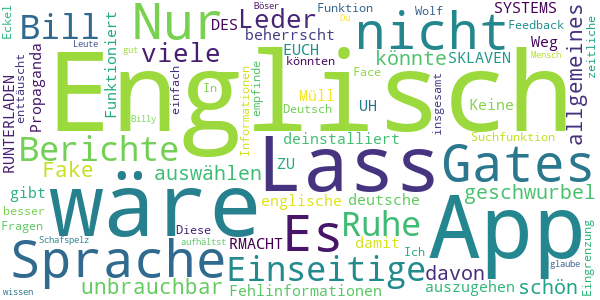 Böser Funktion Wolf SYSTEMS Du
Eckel Bill Nur DES Leder nicht Feedback zeitliche
Leute viele beherrscht EUCH könnten könnte Weg SKLAVEN allgemeines
RUNTERLADEN enttäuscht Propaganda gut Funktioniert Billy einfach In Informationen empfinde Face Deutsch Englisch insgesamt Keine Mensch
Müll UH Suchfunktion
Berichte deinstalliert Lass Gates
Fake auswählen ZU
gibt wäre englische deutsche App geschwurbel
besser Diese Es Ruhe damit
Fragen RMACHT Ich davon
Schafspelz Sprache aufhältst Einseitige schön Eingrenzung
wissen unbrauchbar Fehlinformationen auszugehen glaube